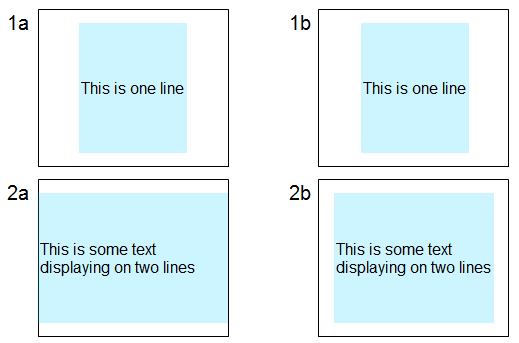 1a
This is one line
1b
This is one line
2a
This is some text
displaying on two lines
2b
This is some text
displaying on two lines